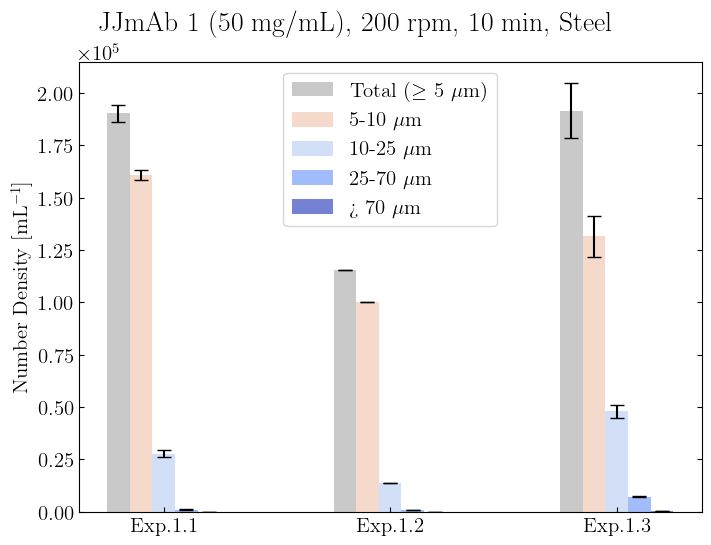 JJmAb 1 (50 mg/mL), 200 rpm, 10 min, Steel
×10⁵
2.00
1.75
1.50
1.25
1.00
0.75
0.50
0.25
0.00
Number Density [mL⁻¹]
Total (≥ 5 μm)
5-10 μm
10-25 μm
25-70 μm
> 70 μm
Exp.1.1
Exp.1.2
Exp.1.3